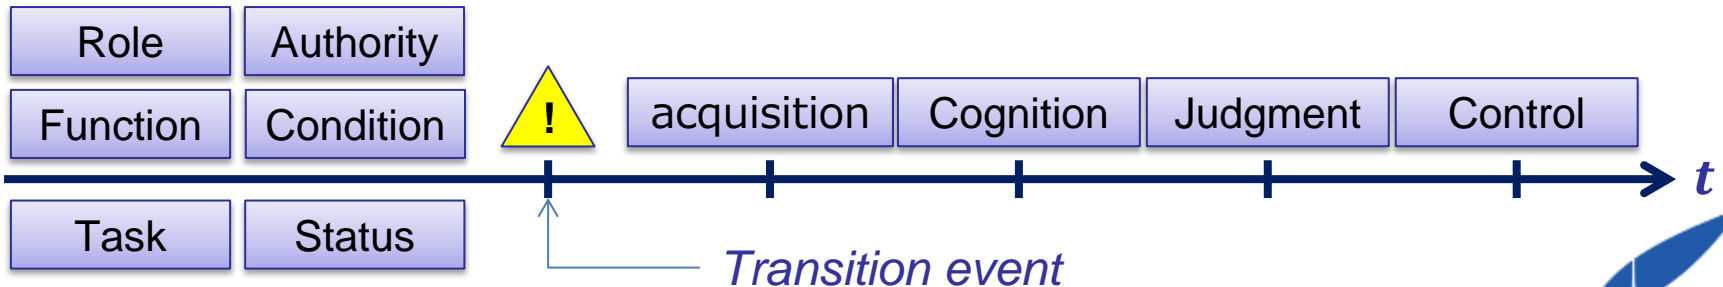 Role Authority
Function Condition
! acquisition Cognition Judgment Control
t
Task Status
Transition event